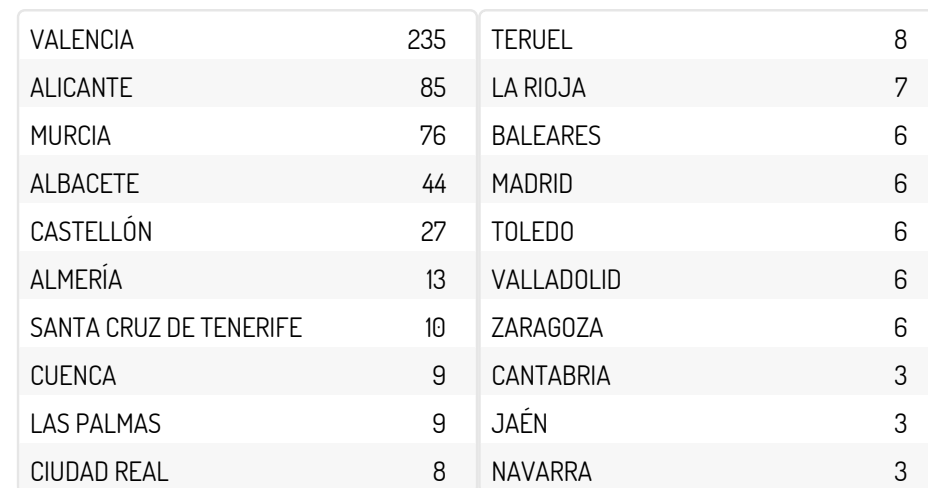 VALENCIA 235
ALICANTE 85
MURCIA 76
ALBACETE 44
CASTELLÓN 27
ALMERÍA 13
SANTA CRUZ DE TENERIFE 10
CUENCA 9
LAS PALMAS 9
CIUDAD REAL 8
TERUEL 8
LA RIOJA 7
BALEARES 6
MADRID 6
TOLEDO 6
VALLADOLID 6
ZARAGOZA 6
CANTABRIA 3
JAÉN 3
NAVARRA 3